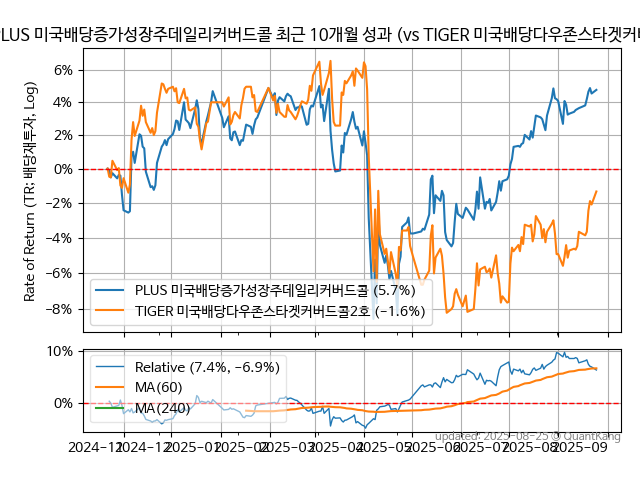 PLUS 미국배당증가성장주데일리커버드콜 최근 10개월 성과 (vs TIGER 미국배당다우존스타겟커버
Rate of Return (TR: 배당재투자, Log)
6%
4%
2%
0%
−2%
−4%
−6%
−8%
PLUS 미국배당증가성장주데일리커버드콜 (5.7%)
TIGER 미국배당다우존스타겟커버드콜2호 (−1.6%)
10%
0%
Relative (7.4%, −6.9%)
MA(60)
MA(240)
2024−11 2024−12 2025−01 2025−02 2025−03 2025−04 2025−05 2025−06 2025−07 2025−08 2025−09
updated: 2025−08−25 © QuantKang